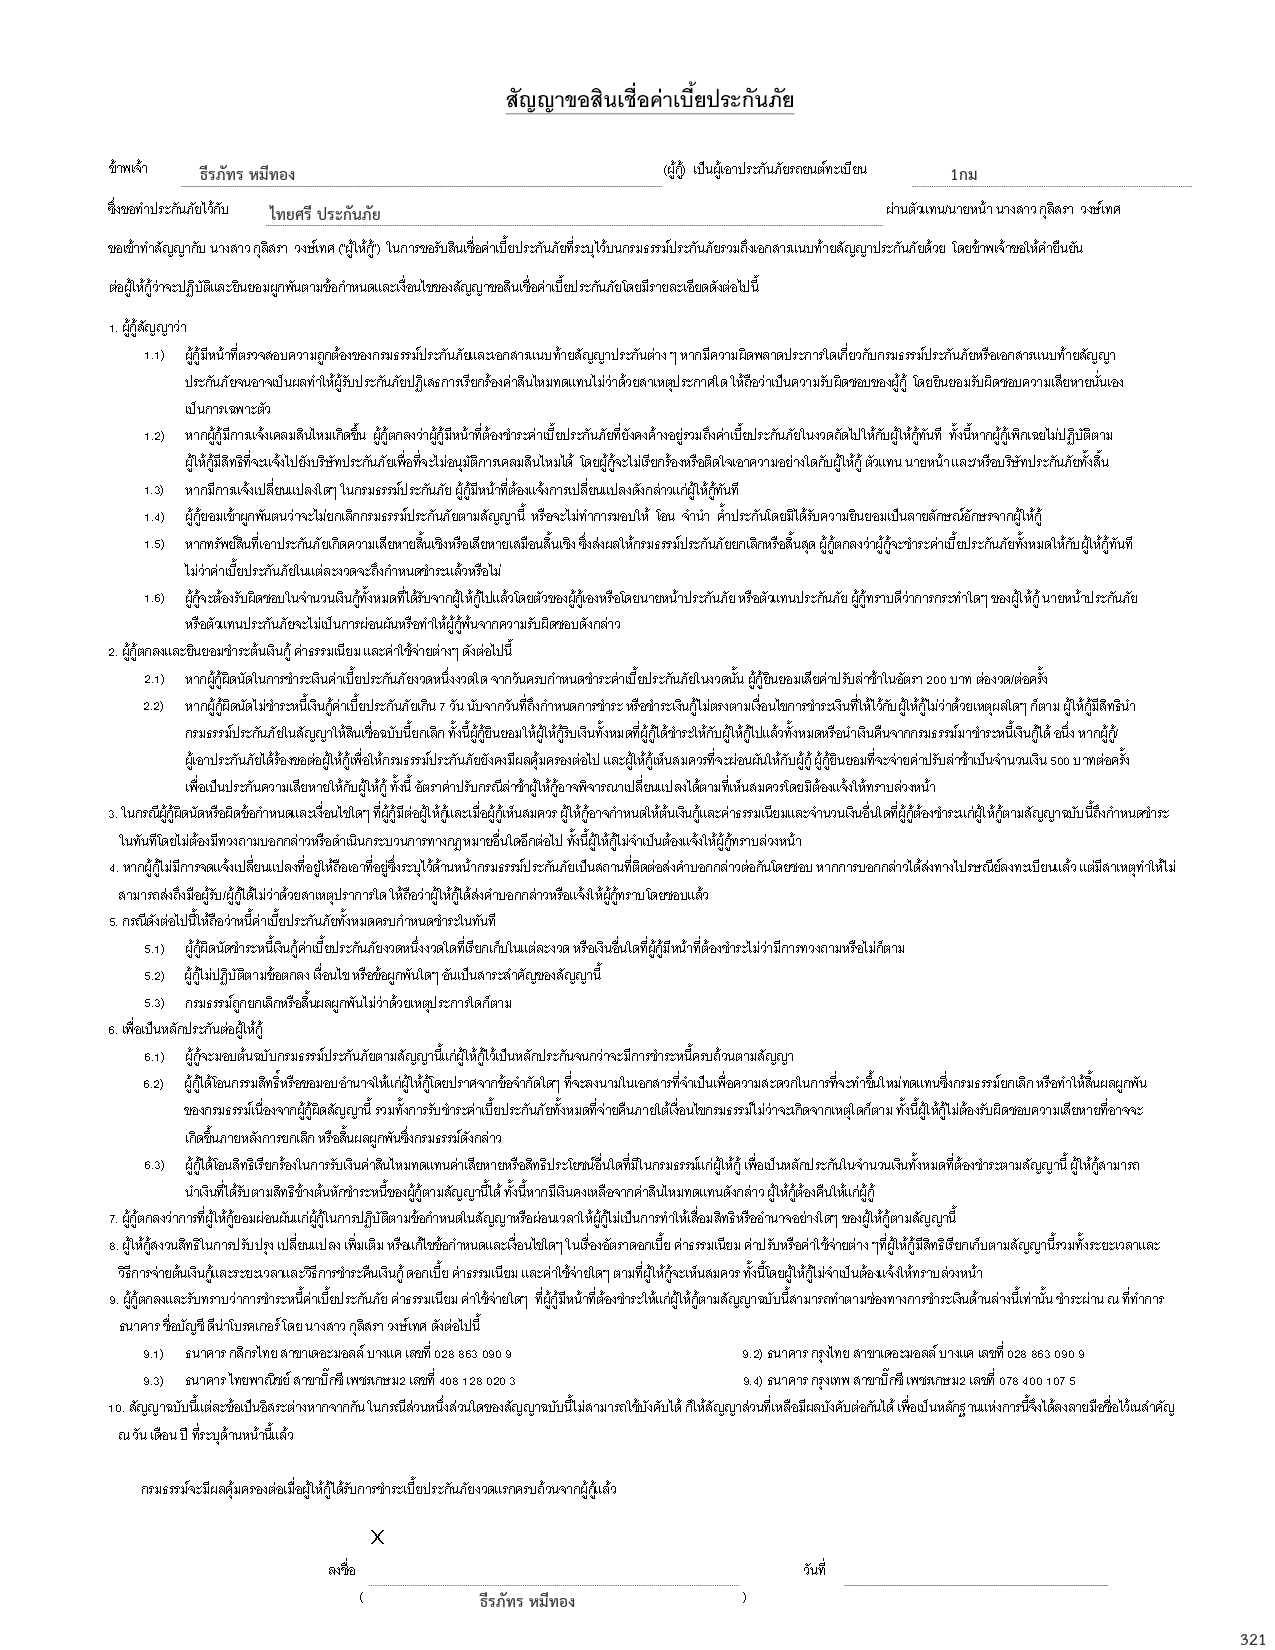 สัญญาขอสินเชื่อค่าเบี้ยประกันภัย
ข้าพเจ้า ธีรภัทร หมีทอง (ผู้กู้) เป็นผู้เอาประกันภัยรถยนต์ทะเบียน 1กม
ซึ่งขอทำประกันภัยไว้กับ ไทยศรี ประกันภัย ผ่านตัวแทน/นายหน้า นางสาว กุลิสรา วงษ์เทศ
ขอเข้าทำสัญญากับ นางสาว กุลิสรา วงษ์เทศ ("ผู้ให้กู้") ในการขอรับสินเชื่อค่าเบี้ยประกันภัยที่ระบุไว้บนกรมธรรม์ประกันภัยรวมถึงเอกสารแนบท้ายสัญญาประกันภัยด้วย โดยข้าพเจ้าขอให้คำยืนยัน
ต่อผู้ให้กู้ว่าจะปฏิบัติและยินยอมผูกพันตามข้อกำหนดและเงื่อนไขของสัญญาขอสินเชื่อค่าเบี้ยประกันภัยโดยมีรายละเอียดดังต่อไปนี้
1. ผู้กู้สัญญาว่า
1.1) ผู้กู้มีหน้าที่ตรวจสอบความถูกต้องของกรมธรรม์ประกันภัยและเอกสารแนบท้ายสัญญาประกันต่าง ๆ หากมีความผิดพลาดประการใดเกี่ยวกับกรมธรรม์ประกันภัยหรือเอกสารแนบท้ายสัญญา
ประกันภัยจนอาจเป็นผลทำให้ผู้รับประกันภัยปฏิเสธการเรียกร้องค่าสินไหมทดแทนไม่ว่าด้วยสาเหตุประกาศใด ให้ถือว่าเป็นความรับผิดชอบของผู้กู้ โดยยินยอมรับผิดชอบความเสียหายนั่นเอง
เป็นการเฉพาะตัว
1.2) หากผู้กู้มีการแจ้งเคลมสินไหมเกิดขึ้น ผู้กู้ตกลงว่าผู้กู้มีหน้าที่ต้องชำระค่าเบี้ยประกันภัยที่ยังคงค้างอยู่รวมถึงค่าเบี้ยประกันภัยในงวดถัดไปให้กับผู้ให้กู้ทันที ทั้งนี้หากผู้กู้เพิกเฉยไม่ปฏิบัติตาม
ผู้ให้กู้มีสิทธิที่จะแจ้งไปยังบริษัทประกันภัยเพื่อที่จะไม่อนุมัติการเคลมสินไหมได้ โดยผู้กู้จะไม่เรียกร้องหรือติดใจเอาความอย่างใดกับผู้ให้กู้ ตัวแทน นายหน้า และ/หรือบริษัทประกันภัยทั้งสิ้น
1.3) หากมีการแจ้งเปลี่ยนแปลงใดๆ ในกรมธรรม์ประกันภัย ผู้กู้มีหน้าที่ต้องแจ้งการเปลี่ยนแปลงดังกล่าวแก่ผู้ให้กู้ทันที
1.4) ผู้กู้ยอมเข้าผูกพันตนว่าจะไม่ยกเลิกกรมธรรม์ประกันภัยตามสัญญานี้ หรือจะไม่ทำการมอบให้ โอน จำนำ ค้ำประกันโดยมิได้รับความยินยอมเป็นลายลักษณ์อักษรจากผู้ให้กู้
1.5) หากทรัพย์สินที่เอาประกันภัยเกิดความเสียหายสิ้นเชิงหรือเสียหายเสมือนสิ้นเชิง ซึ่งส่งผลให้กรมธรรม์ประกันภัยยกเลิกหรือสิ้นสุด ผู้กู้ตกลงว่าผู้กู้จะชำระค่าเบี้ยประกันภัยทั้งหมดให้กับผู้ให้กู้ทันที
ไม่ว่าค่าเบี้ยประกันภัยในแต่ละงวดจะถึงกำหนดชำระแล้วหรือไม่
1.6) ผู้กู้จะต้องรับผิดชอบในจำนวนเงินกู้ทั้งหมดที่ได้รับจากผู้ให้กู้ไปแล้วโดยตัวของผู้กู้เองหรือโดยนายหน้าประกันภัย หรือตัวแทนประกันภัย ผู้กู้ทราบดีว่าการกระทำใดๆ ของผู้ให้กู้ นายหน้าประกันภัย
หรือตัวแทนประกันภัยจะไม่เป็นการผ่อนผันหรือทำให้ผู้กู้พ้นจากความรับผิดชอบดังกล่าว
2. ผู้กู้ตกลงและยินยอมชำระต้นเงินกู้ ค่าธรรมเนียม และค่าใช้จ่ายต่างๆ ดังต่อไปนี้
2.1) หากผู้กู้ผิดนัดในการชำระเงินค่าเบี้ยประกันภัยงวดหนึ่งงวดใด จากวันครบกำหนดชำระค่าเบี้ยประกันภัยในงวดนั้น ผู้กู้ยินยอมเสียค่าปรับล่าช้าในอัตรา 200 บาท ต่องวด/ต่อครั้ง
2.2) หากผู้กู้ผิดนัดไม่ชำระหนี้เงินกู้ค่าเบี้ยประกันภัยเกิน 7 วัน นับจากวันที่ถึงกำหนดการชำระ หรือชำระเงินกู้ไม่ตรงตามเงื่อนไขการชำระเงินที่ให้ไว้กับผู้ให้กู้ไม่ว่าด้วยเหตุผลใดๆ ก็ตาม ผู้ให้กู้มีสิทธินำ
กรมธรรม์ประกันภัยในสัญญาให้สินเชื่อฉบับนี้ยกเลิก ทั้งนี้ผู้กู้ยินยอมให้ผู้ให้กู้รับเงินทั้งหมดที่ผู้กู้ได้ชำระให้กับผู้ให้กู้ไปแล้วทั้งหมดหรือนำเงินคืนจากกรมธรรม์มาชำระหนี้เงินกู้ได้ อนึ่ง หากผู้กู้/
ผู้เอาประกันภัยได้ร้องขอต่อผู้ให้กู้เพื่อให้กรมธรรม์ประกันภัยยังคงมีผลคุ้มครองต่อไป และผู้ให้กู้เห็นสมควรที่จะผ่อนผันให้กับผู้กู้ ผู้กู้ยินยอมที่จะจ่ายค่าปรับล่าช้าเป็นจำนวนเงิน 500 บาทต่อครั้ง
เพื่อเป็นประกันความเสียหายให้กับผู้ให้กู้ ทั้งนี้ อัตราค่าปรับกรณีล่าช้าผู้ให้กู้อาจพิจารณาเปลี่ยนแปลงได้ตามที่เห็นสมควรโดยมิต้องแจ้งให้ทราบล่วงหน้า
3. ในกรณีผู้กู้ผิดนัดหรือผิดข้อกำหนดและเงื่อนไขใดๆ ที่ผู้กู้มีต่อผู้ให้กู้และเมื่อผู้กู้เห็นสมควร ผู้ให้กู้อาจกำหนดให้ต้นเงินกู้และค่าธรรมเนียมและจำนวนเงินอื่นใดที่ผู้กู้ต้องชำระแก่ผู้ให้กู้ตามสัญญาฉบับนี้ถึงกำหนดชำระ
ในทันทีโดยไม่ต้องมีทวงถามบอกกล่าวหรือดำเนินกระบวนการทางกฎหมายอื่นใดอีกต่อไป ทั้งนี้ผู้ให้กู้ไม่จำเป็นต้องแจ้งให้ผู้กู้ทราบล่วงหน้า
4. หากผู้กู้ไม่มีการจดแจ้งเปลี่ยนแปลงที่อยู่ให้ถือเอาที่อยู่ซึ่งระบุไว้ด้านหน้ากรมธรรม์ประกันภัยเป็นสถานที่ติดต่อส่งคำบอกกล่าวต่อกันโดยชอบ หากการบอกกล่าวได้ส่งทางไปรษณีย์ลงทะเบียนแล้ว แต่มีสาเหตุทำให้ไม่
สามารถส่งถึงมือผู้รับ/ผู้กู้ได้ไม่ว่าด้วยสาเหตุปราการใด ให้ถือว่าผู้ให้กู้ได้ส่งคำบอกกล่าวหรือแจ้งให้ผู้กู้ทราบโดยชอบแล้ว
5. กรณีดังต่อไปนี้ให้ถือว่าหนี้ค่าเบี้ยประกันภัยทั้งหมดครบกำหนดชำระในทันที
5.1) ผู้กู้ผิดนัดชำระหนี้เงินกู้ค่าเบี้ยประกันภัยงวดหนึ่งงวดใดที่เรียกเก็บในแต่ละงวด หรือเงินอื่นใดที่ผู้กู้มีหน้าที่ต้องชำระไม่ว่ามีการทวงถามหรือไม่ก็ตาม
5.2) ผู้กู้ไม่ปฏิบัติตามข้อตกลง เงื่อนไข หรือข้อผูกพันใดๆ อันเป็นสาระสำคัญของสัญญานี้
5.3) กรมธรรม์ถูกยกเลิกหรือสิ้นผลผูกพันไม่ว่าด้วยเหตุประการใดก็ตาม
6. เพื่อเป็นหลักประกันต่อผู้ให้กู้
6.1) ผู้กู้จะมอบต้นฉบับกรมธรรม์ประกันภัยตามสัญญานี้แก่ผู้ให้กู้ไว้เป็นหลักประกันจนกว่าจะมีการชำระหนี้ครบถ้วนตามสัญญา
6.2) ผู้กู้ได้โอนกรรมสิทธิ์หรือขอมอบอำนาจให้แก่ผู้ให้กู้โดยปราศจากข้อจำกัดใดๆ ที่จะลงนามในเอกสารที่จำเป็นเพื่อความสะดวกในการที่จะทำขึ้นใหม่ทดแทนซึ่งกรมธรรม์ยกเลิก หรือทำให้สิ้นผลผูกพัน
ของกรมธรรม์เนื่องจากผู้กู้ผิดสัญญานี้ รวมทั้งการรับชำระค่าเบี้ยประกันภัยทั้งหมดที่จ่ายคืนภายใต้เงื่อนไขกรมธรรม์ไม่ว่าจะเกิดจากเหตุใดก็ตาม ทั้งนี้ผู้ให้กู้ไม่ต้องรับผิดชอบความเสียหายที่อาจจะ
เกิดขึ้นภายหลังการยกเลิก หรือสิ้นผลผูกพันซึ่งกรมธรรม์ดังกล่าว
6.3) ผู้กู้ได้โอนสิทธิเรียกร้องในการรับเงินค่าสินไหมทดแทนค่าเสียหายหรือสิทธิประโยชน์อื่นใดที่มีในกรมธรรม์แก่ผู้ให้กู้ เพื่อเป็นหลักประกันในจำนวนเงินทั้งหมดที่ต้องชำระตามสัญญานี้ ผู้ให้กู้สามารถ
นำเงินที่ได้รับตามสิทธิข้างต้นหักชำระหนี้ของผู้กู้ตามสัญญานี้ได้ ทั้งนี้หากมีเงินคงเหลือจากค่าสินไหมทดแทนดังกล่าว ผู้ให้กู้ต้องคืนให้แก่ผู้กู้
7. ผู้กู้ตกลงว่าการที่ผู้ให้กู้ยอมผ่อนผันแก่ผู้กู้ในการปฏิบัติตามข้อกำหนดในสัญญาหรือผ่อนเวลาให้ผู้กู้ไม่เป็นการทำให้เสื่อมสิทธิหรืออำนาจอย่างใดๆ ของผู้ให้กู้ตามสัญญานี้
8. ผู้ให้กู้สงวนสิทธิในการปรับปรุง เปลี่ยนแปลง เพิ่มเติม หรือแก้ไขข้อกำหนดและเงื่อนไขใดๆ ในเรื่องอัตราดอกเบี้ย ค่าธรรมเนียม ค่าปรับหรือค่าใช้จ่ายต่าง ๆที่ผู้ให้กู้มีสิทธิเรียกเก็บตามสัญญานี้รวมทั้งระยะเวลาและ
วิธีการจ่ายต้นเงินกู้และระยะเวลาและวิธีการชำระคืนเงินกู้ ดอกเบี้ย ค่าธรรมเนียม และค่าใช้จ่ายใดๆ ตามที่ผู้ให้กู้จะเห็นสมควร ทั้งนี้โดยผู้ให้กู้ไม่จำเป็นต้องแจ้งให้ทราบล่วงหน้า
9. ผู้กู้ตกลงและรับทราบว่าการชำระหนี้ค่าเบี้ยประกันภัย ค่าธรรมเนียม ค่าใช้จ่ายใดๆ ที่ผู้กู้มีหน้าที่ต้องชำระให้แก่ผู้ให้กู้ตามสัญญาฉบับนี้สามารถทำตามช่องทางการชำระเงินด้านล่างนี้เท่านั้น ชำระผ่าน ณ ที่ทำการ
ธนาคาร ชื่อบัญชี ดีน่าโบรคเกอร์ โดย นางสาว กุลิสรา วงษ์เทศ ดังต่อไปนี้
9.1) ธนาคาร กสิกรไทย สาขาเดอะมอลล์ บางแค เลขที่ 028 863 090 9 9.2) ธนาคาร กรุงไทย สาขาเดอะมอลล์ บางแค เลขที่ 028 863 090 9
9.3) ธนาคาร ไทยพาณิชย์ สาขาบิ๊กซี เพชรเกษม2 เลขที่ 408 128 020 3 9.4) ธนาคาร กรุงเทพ สาขาบิ๊กซี เพชรเกษม2 เลขที่ 078 400 107 5
10. สัญญาฉบับนี้แต่ละข้อเป็นอิสระต่างหากจากกัน ในกรณีส่วนหนึ่งส่วนใดของสัญญาฉบับนี้ไม่สามารถใช้บังคับได้ ก็ให้สัญญาส่วนที่เหลือมีผลบังคับต่อกันได้ เพื่อเป็นหลักฐานแห่งการนี้จึงได้ลงลายมือชื่อไว้เนสำคัญ
ณ วัน เดือน ปี ที่ระบุด้านหน้านี้แล้ว
กรมธรรม์จะมีผลคุ้มครองต่อเมื่อผู้ให้กู้ได้รับการชำระเบี้ยประกันภัยงวดแรกครบถ้วนจากผู้กู้แล้ว
X
ลงชื่อ วันที่
( ธีรภัทร หมีทอง )
321